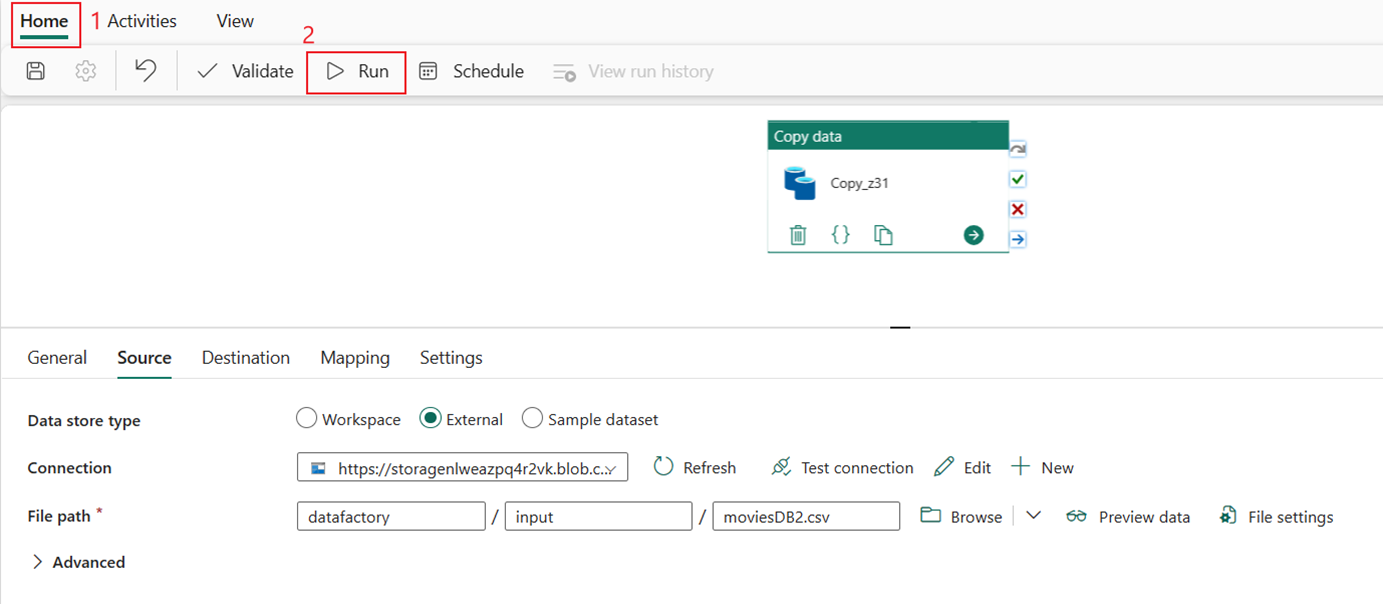 Home 1 Activities View
2
Validate Run Schedule View run history
Copy data
Copy_z31
General Source Destination Mapping Settings
Data store type Workspace External Sample dataset
Connection https://storagenlweazpq4r2vk.blob.c... Refresh Test connection Edit New
File path * datafactory / input / moviesDB2.csv Browse Preview data File settings
Advanced